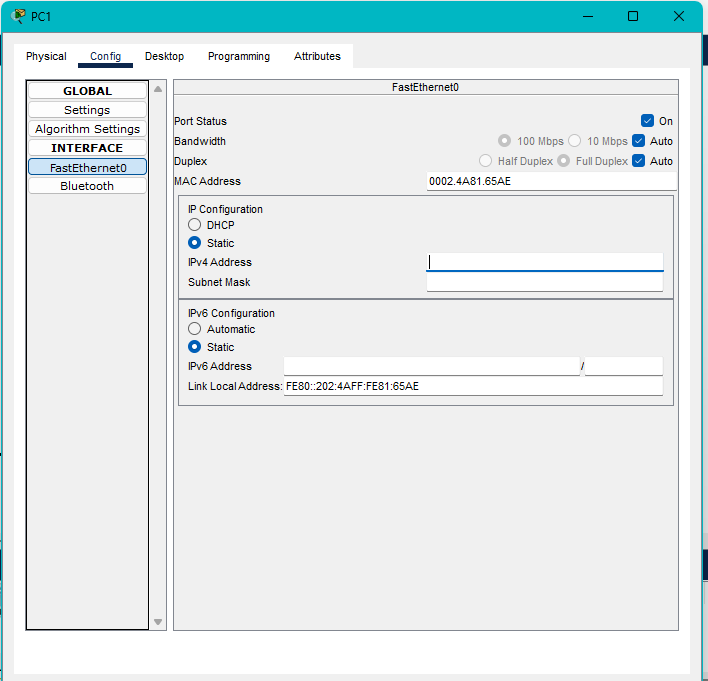 PC1
Physical Config Desktop Programming Attributes
GLOBAL
Settings
Algorithm Settings
INTERFACE
FastEthernet0
Bluetooth
FastEthernet0
Port Status On
Bandwidth 100 Mbps 10 Mbps Auto
Duplex Half Duplex Full Duplex Auto
MAC Address 0002.4A81.65AE
IP Configuration
DHCP
Static
IPv4 Address
Subnet Mask
IPv6 Configuration
Automatic
Static
IPv6 Address /
Link Local Address: FE80::202:4AFF:FE81:65AE